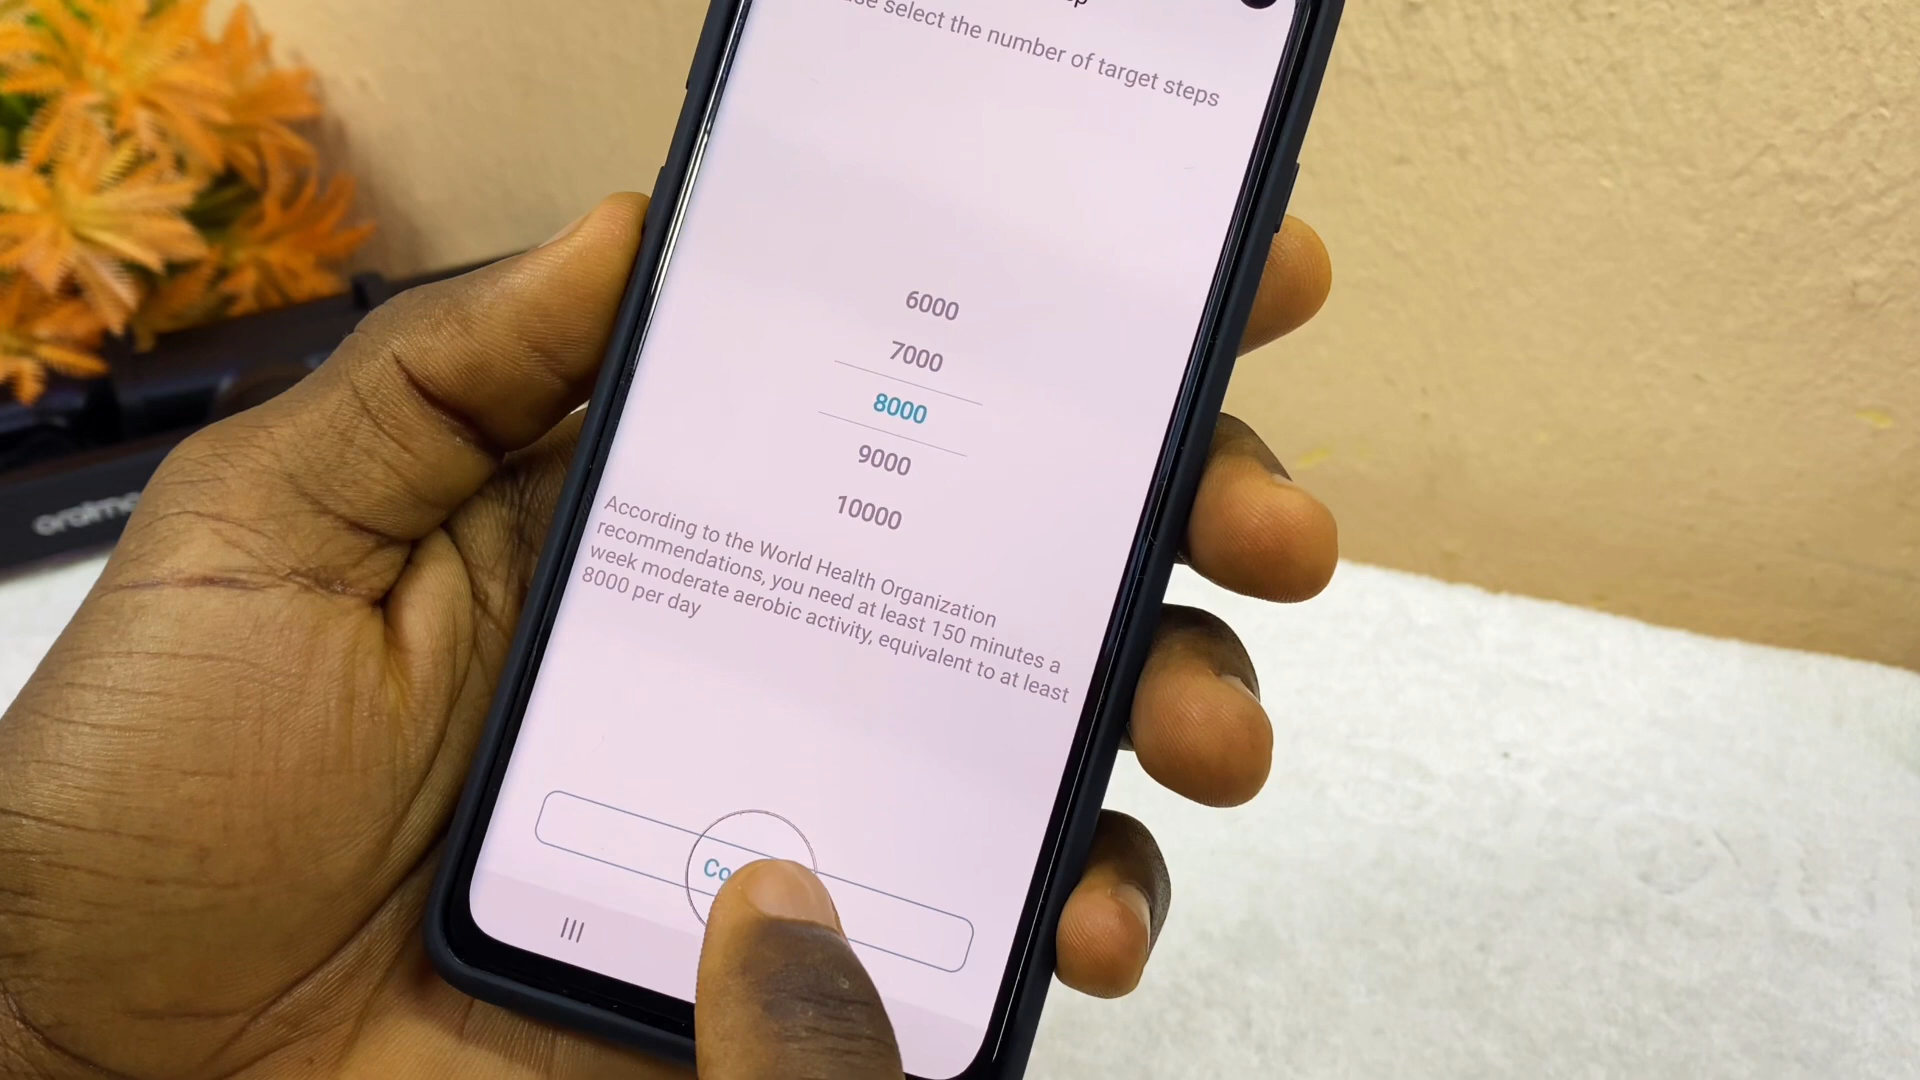 select the number of target steps
6000
7000
8000
9000
10000
According to the World Health Organization
recommendations, you need at least 150 minutes a
week moderate aerobic activity, equivalent to at least
8000 per day
Co
oraimo